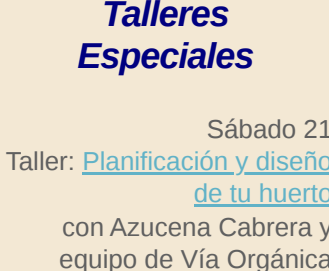 Talleres
Especiales
Sábado 21
Taller: Planificación y diseño
de tu huerto
con Azucena Cabrera y
equipo de Vía Orgánica